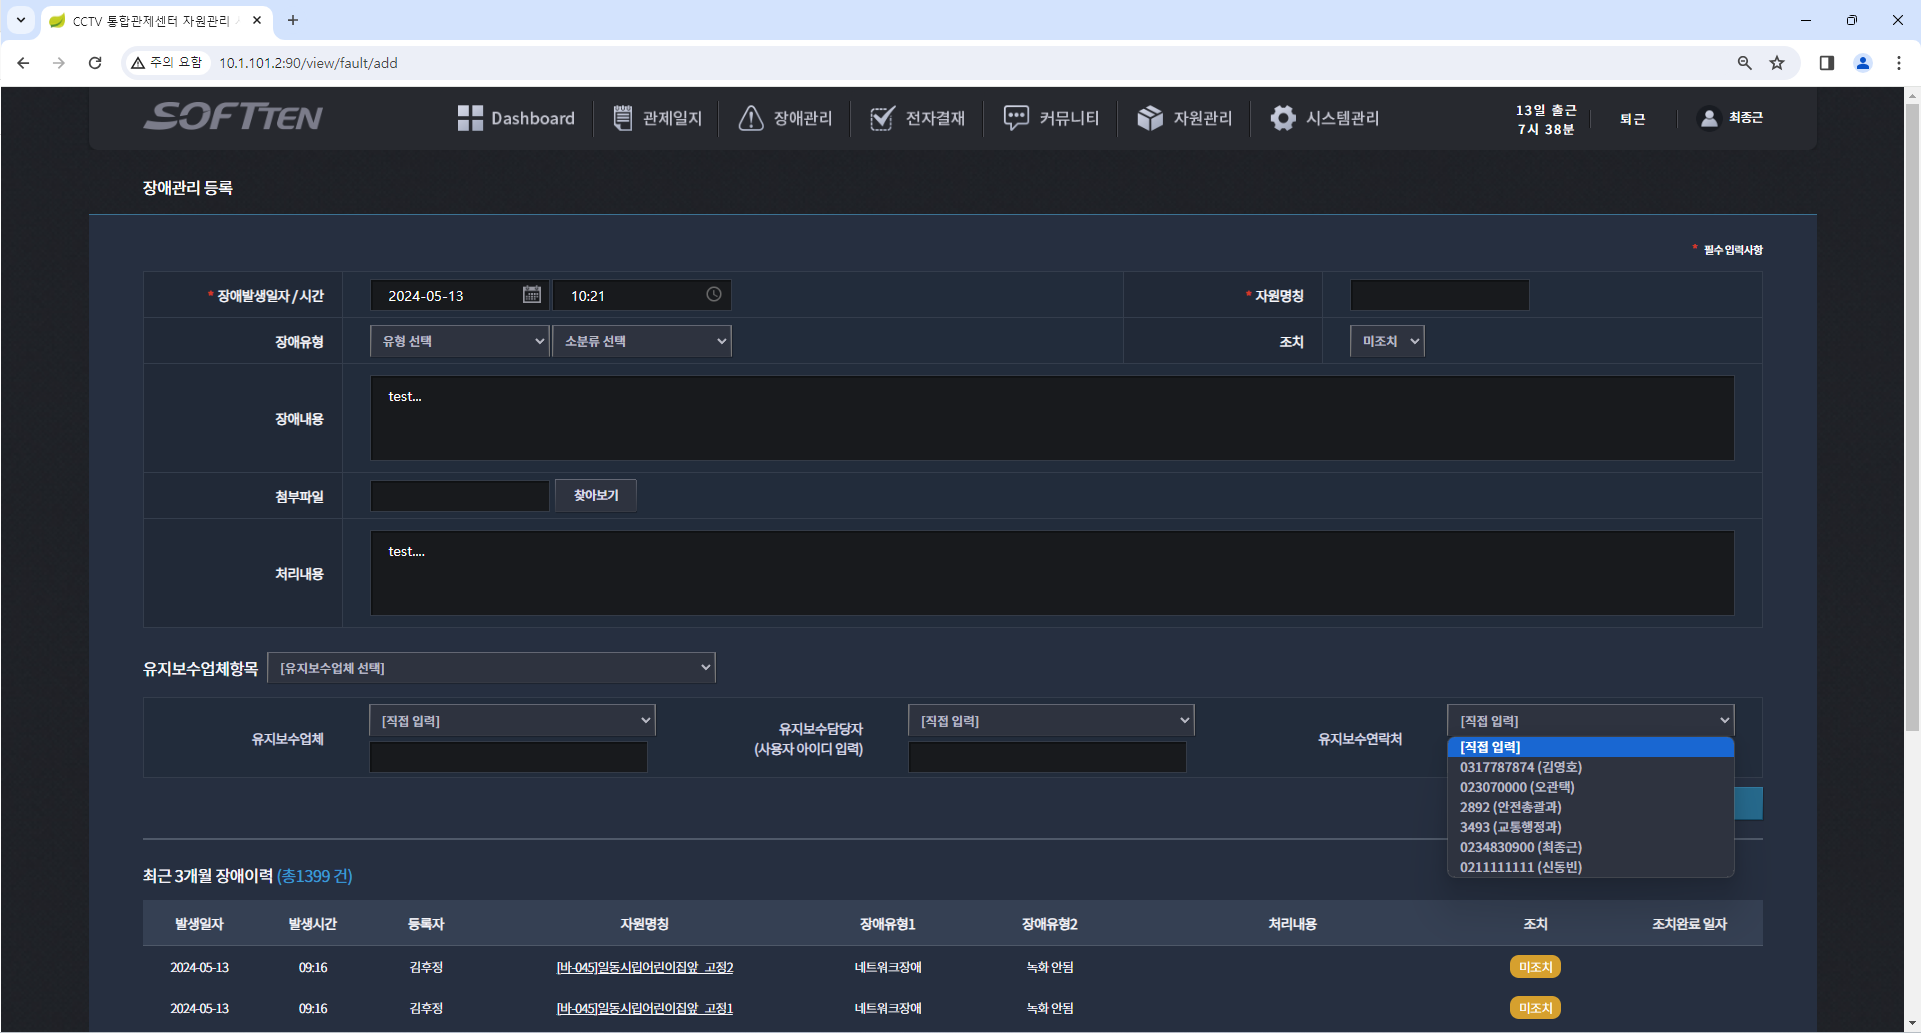 CCTV 통합관제센터 자원관리
주의 요함
10.1.101.2:90/view/fault/add
SOFTTEN
Dashboard
관제일지
장애관리
전자결재
커뮤니티
자원관리
시스템관리
13일 출근
7시 38분
퇴근
최종근
장애관리 등록
* 필수 입력사항
* 장애발생일자 / 시간
2024-05-13
10:21
* 자원명칭
장애유형
유형 선택
소분류 선택
조치
미조치
장애내용
test...
첨부파일
찾아보기
처리내용
test....
유지보수업체항목
[유지보수업체 선택]
유지보수업체
[직접 입력]
유지보수담당자
(사용자 아이디 입력)
[직접 입력]
유지보수연락처
[직접 입력]
[직접 입력]
0317787874 (김영호)
023070000 (오관택)
2892 (안전총괄과)
3493 (교통행정과)
0234830900 (최종근)
0211111111 (신동빈)
최근 3개월 장애이력 (총1399 건)
발생일자 발생시간 등록자 자원명칭 장애유형1 장애유형2 처리내용 조치 조치완료 일자
2024-05-13 09:16 김후정 [바-045]일동시립어린이집앞_고정2 네트워크장애 녹화 안됨 미조치
2024-05-13 09:16 김후정 [바-045]일동시립어린이집앞_고정1 네트워크장애 녹화 안됨 미조치